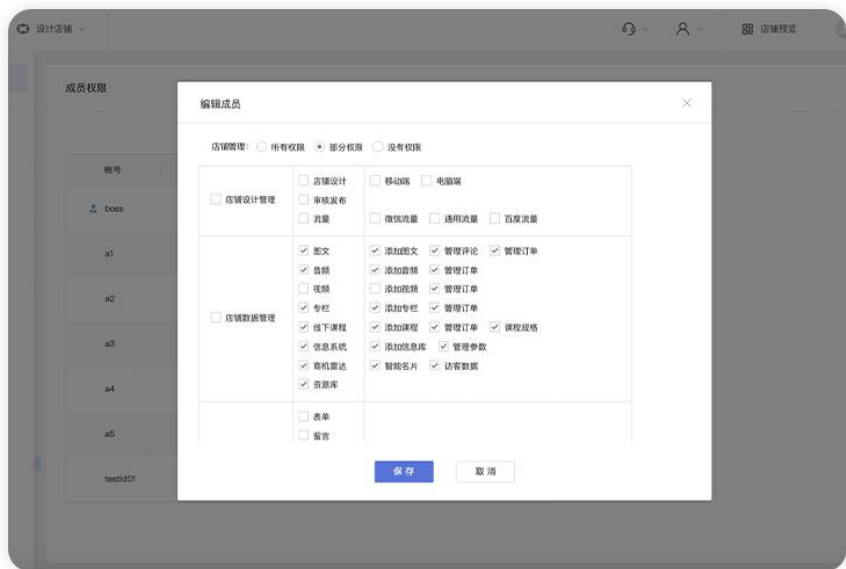 设计店铺
店铺预览
成员权限
编辑成员
店铺管理: 所有权限 部分权限 没有权限
帐号
boss
a1
a2
a3
a4
a5
testid01
店铺设计管理
店铺设计 移动端 电脑端
审核发布
流量 微信流量 通用流量 百度流量
店铺数据管理
图文 添加图文 管理评论 管理订单
音频 添加音频 管理订单
视频 添加视频 管理订单
专栏 添加专栏 管理订单
线下课程 添加课程 管理订单 课程规格
信息系统 添加信息库 管理参数
商机雷达 智能名片 访客数据
资源库
表单
留言
保存 取消